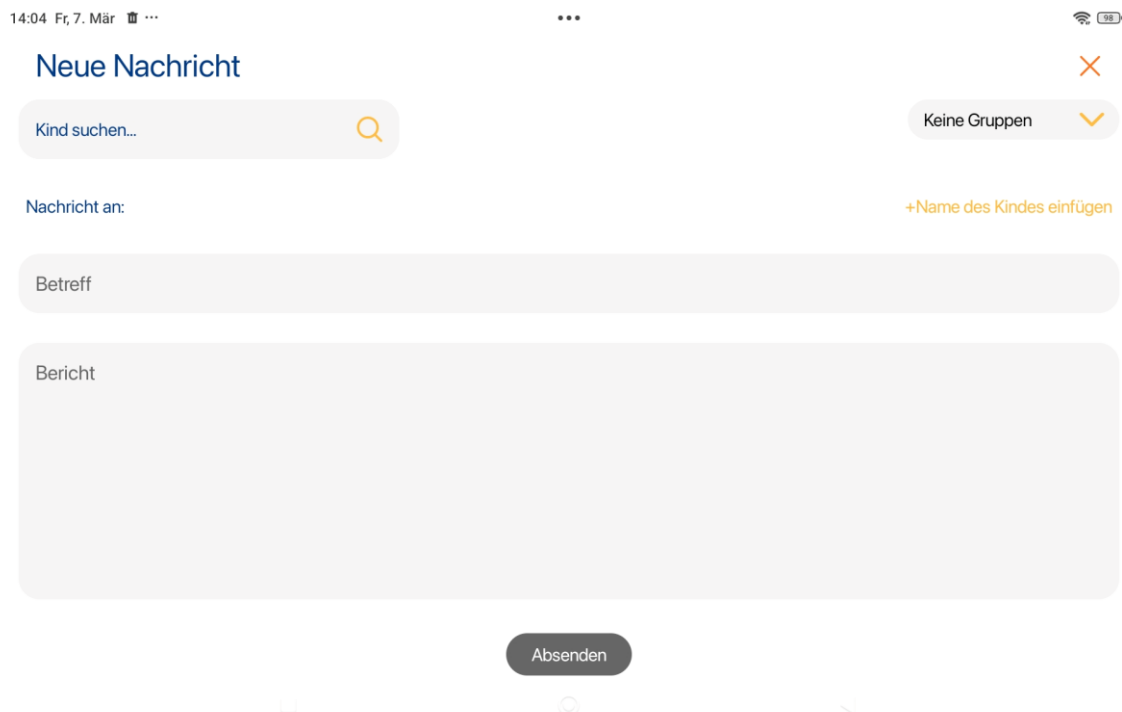 14:04 Fr, 7. Mär ···
98
Neue Nachricht
Kind suchen...
Keine Gruppen
Nachricht an:
+Name des Kindes einfügen
Betreff
Bericht
Absenden